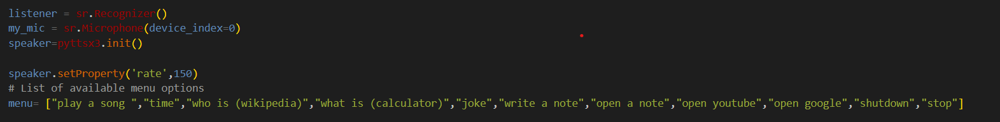 listener = sr.Recognizer()
my_mic = sr.Microphone(device_index=0)
speaker=pyttsx3.init()
speaker.setProperty('rate',150)
# List of available menu options
menu= ["play a song ","time","who is (wikipedia)","what is (calculator)","joke","write a note","open a note","open youtube","open google","shutdown","stop"]